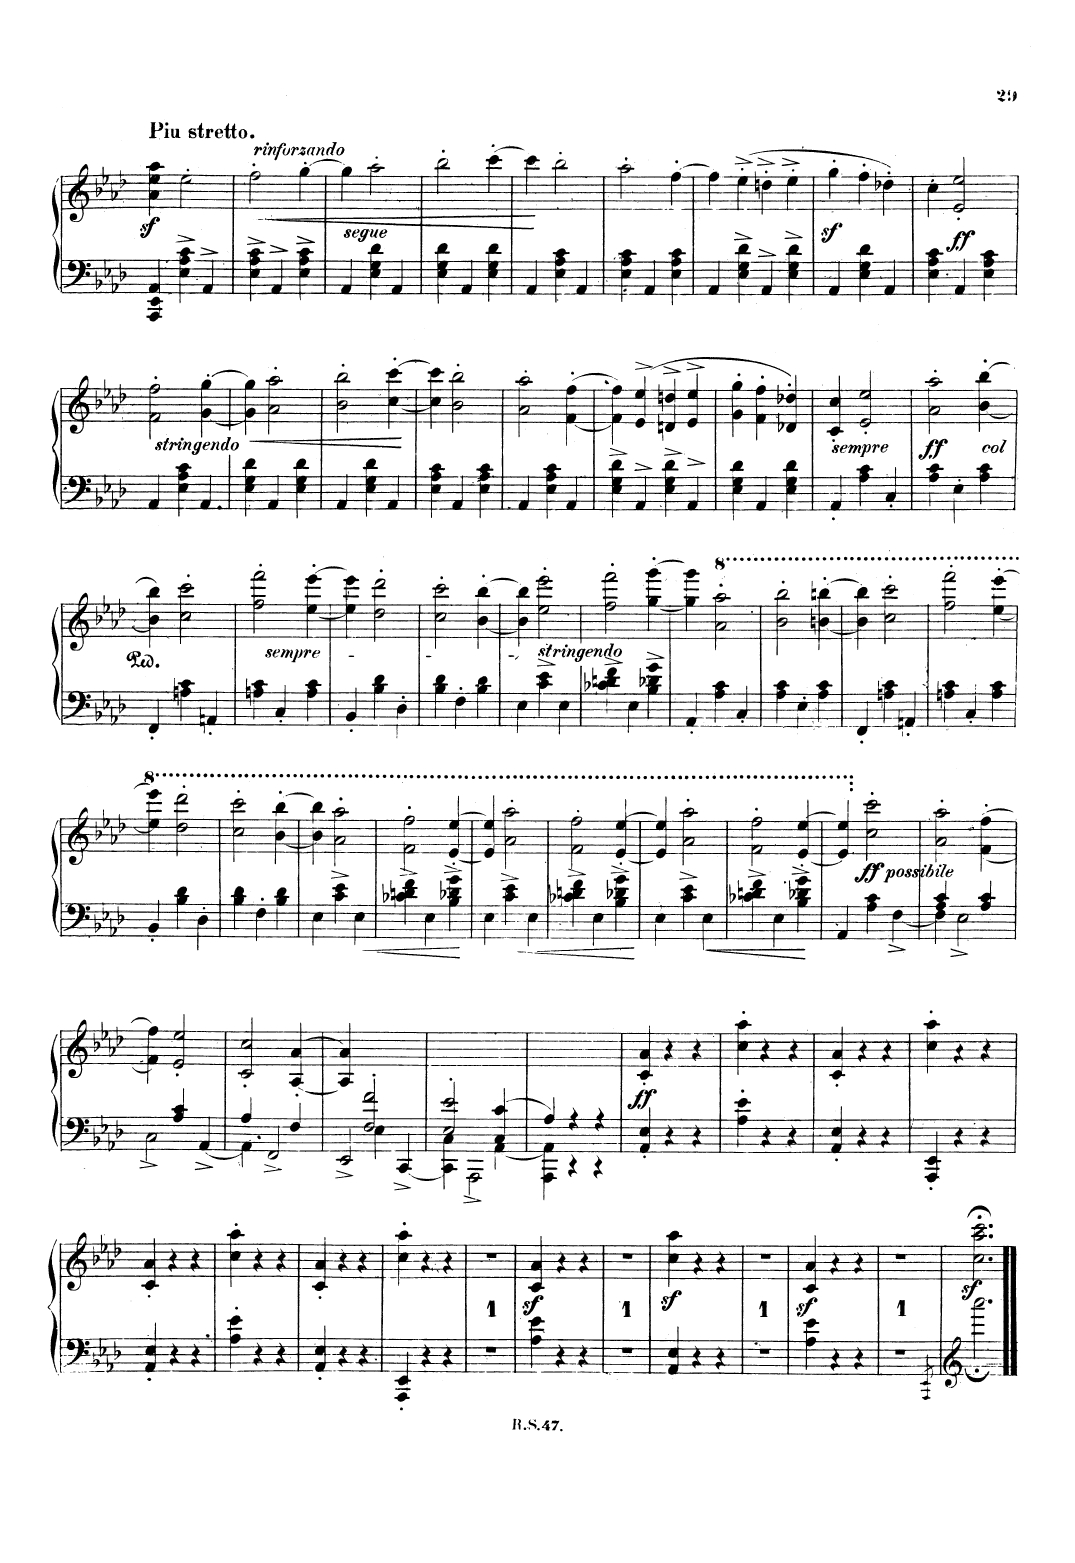 29
Piu stretto.
rinforzando
sf
segue
sf
ff
stringendo
sempre
ff
col
8
Ped.
sempre
stringendo
8
ff possibile
ff
1
sf
1
sf
1
sf
1
sf
R.S.47.